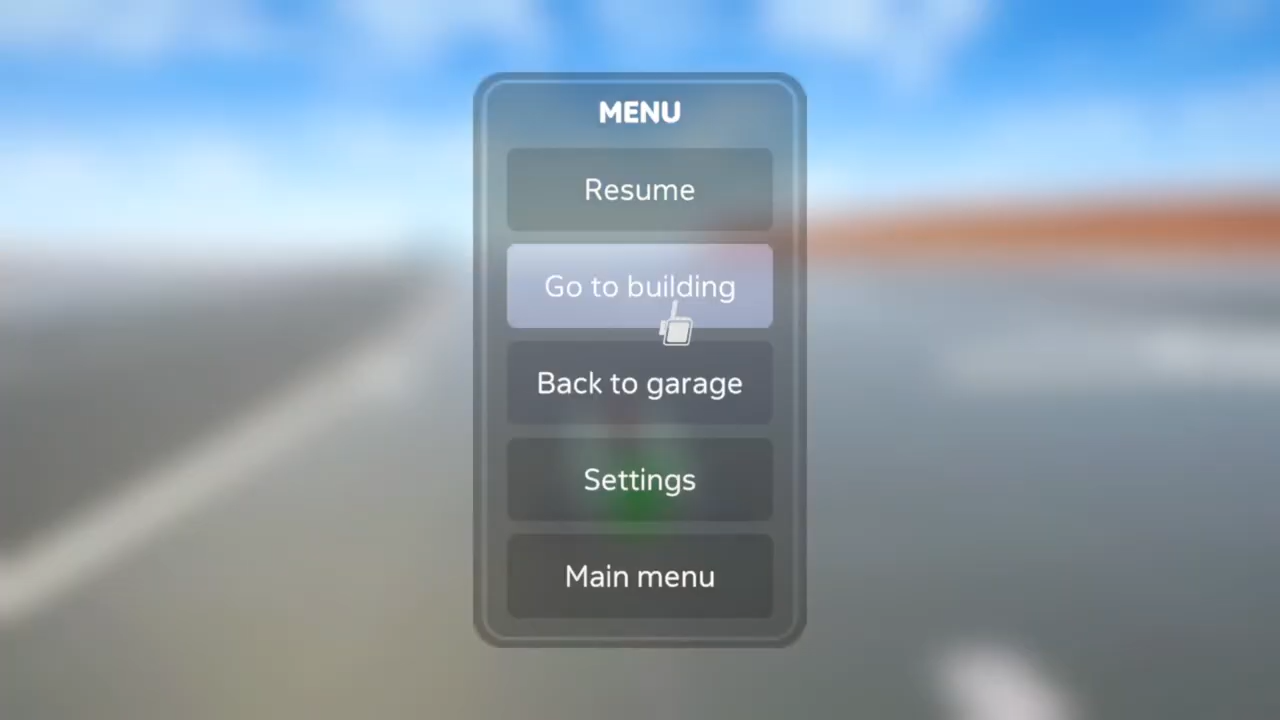 MENU
Resume
Go to building
Back to garage
Settings
Main menu